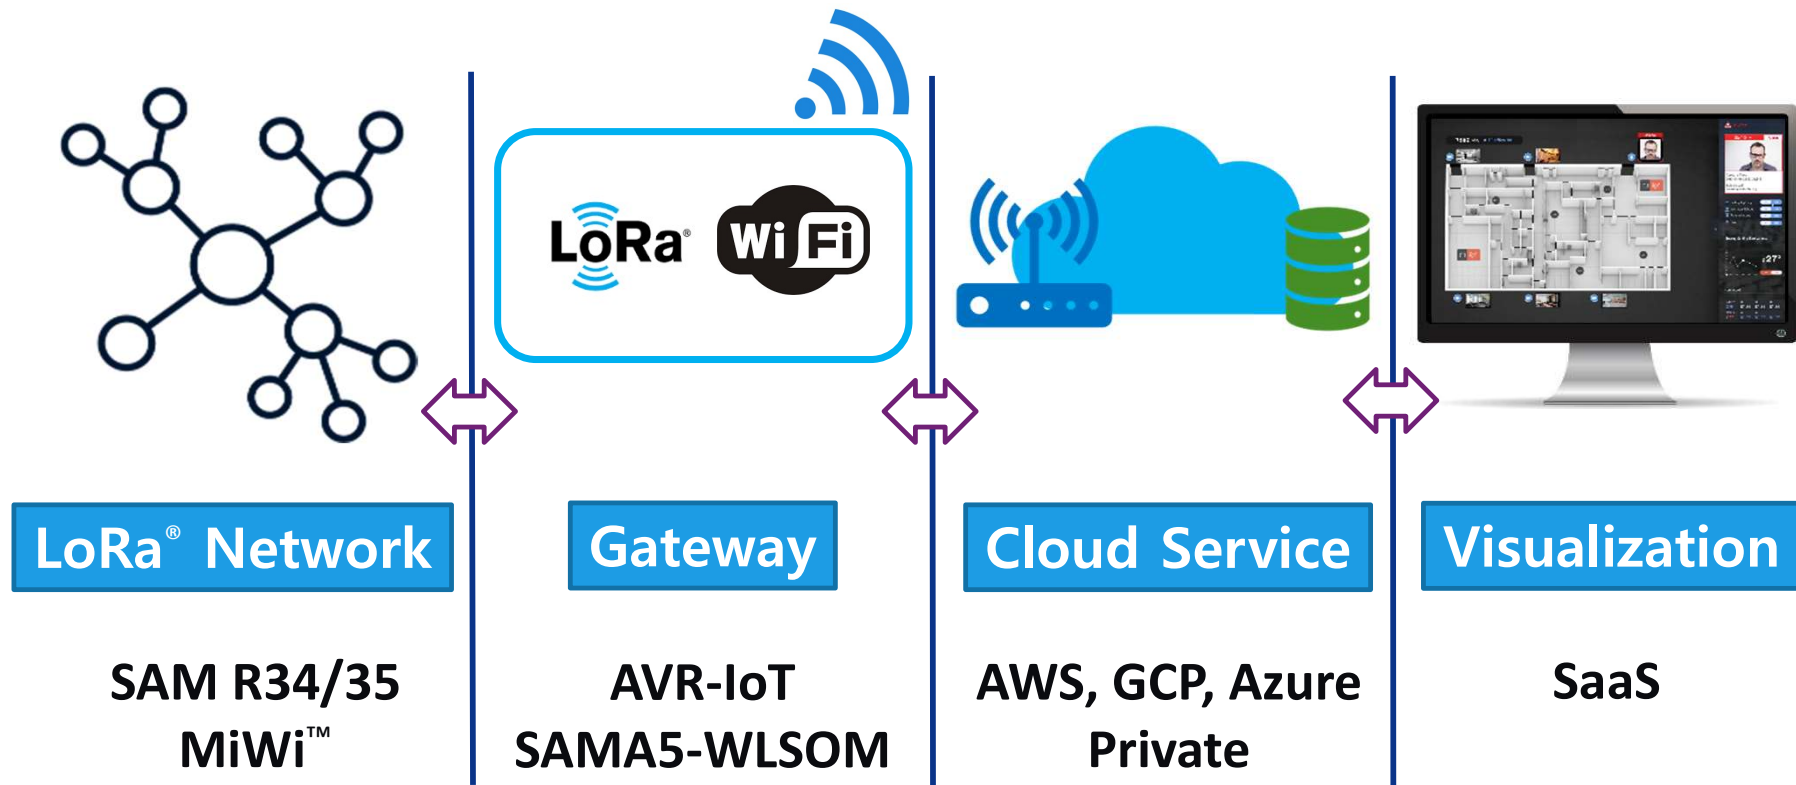 LoRa®
Wi Fi
LoRa® Network
Gateway
Cloud Service
Visualization
SAM R34/35
MiWi™
AVR-IoT
SAMA5-WLSOM
AWS, GCP, Azure
Private
SaaS